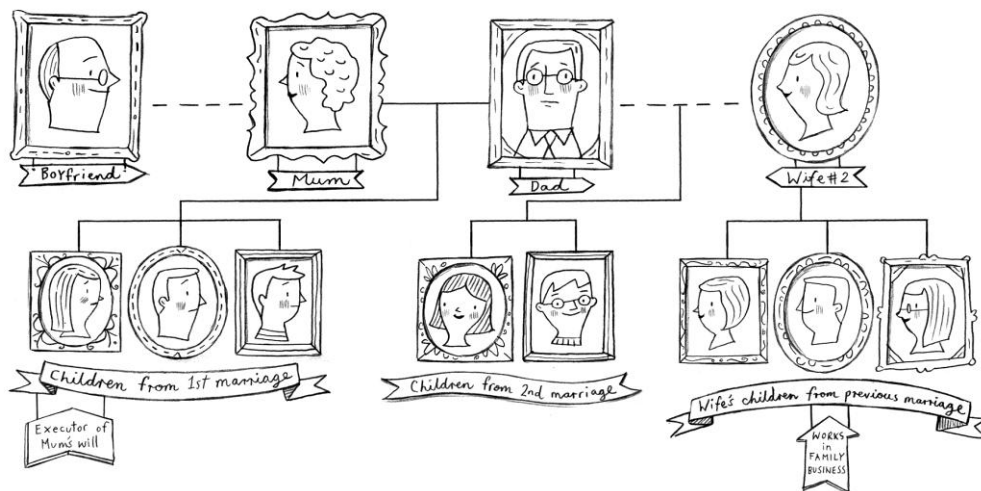 Boyfriend
Mum
Dad
Wife #2
Children from 1st marriage
Children from 2nd marriage
Wife's children from previous marriage
Executor of
Mum's will
WORKS
in
FAMILY
BUSINESS